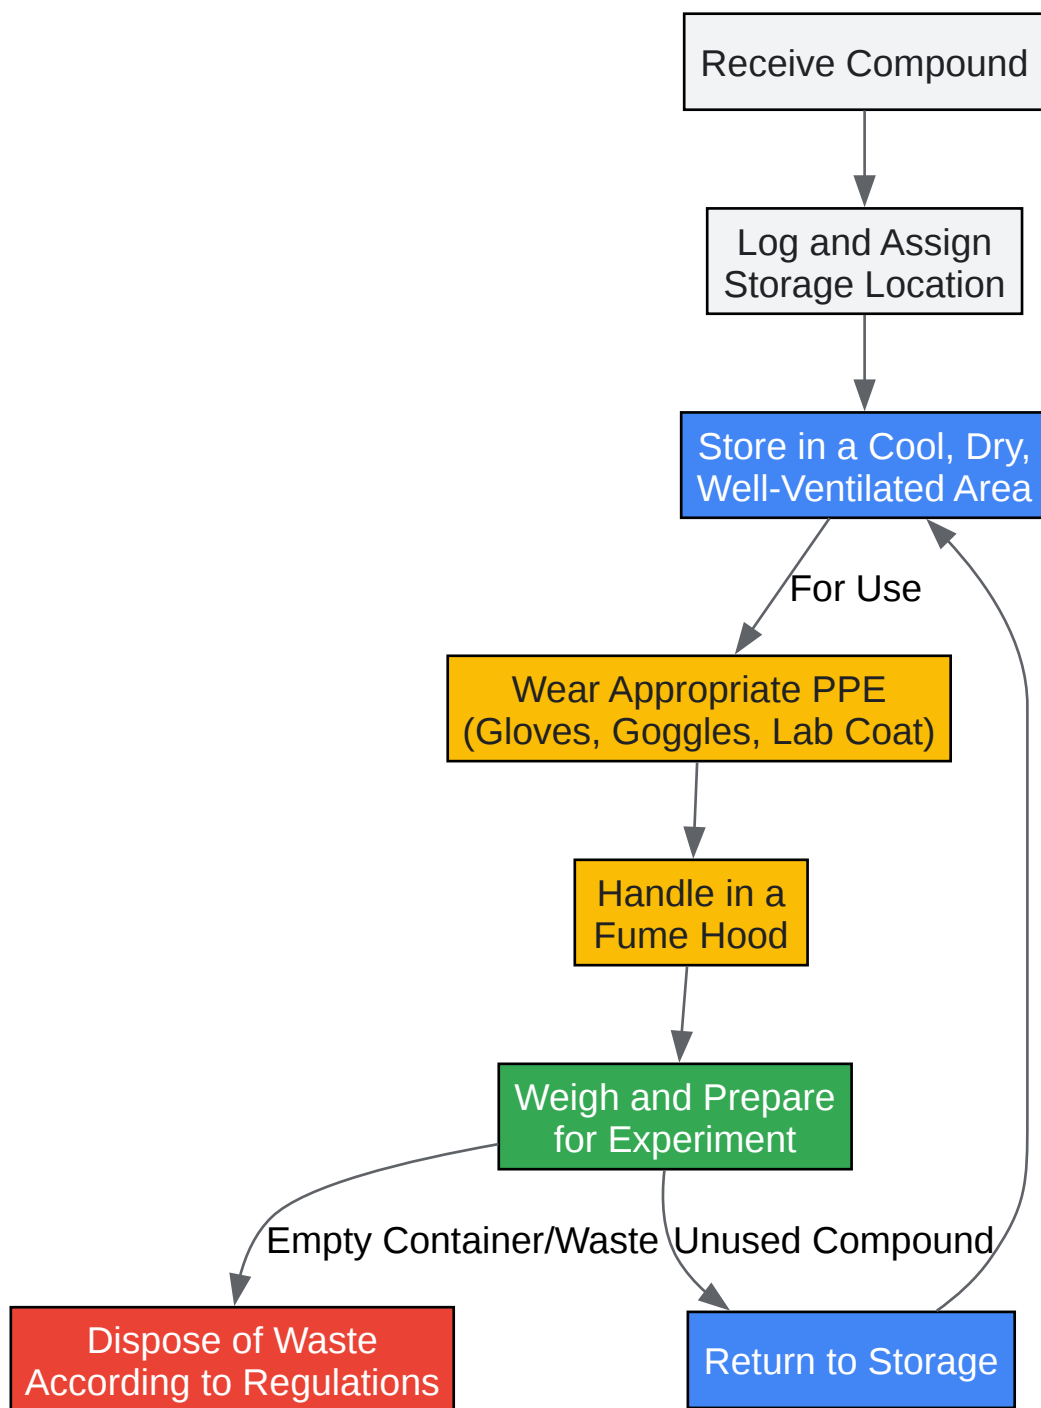 Receive Compound
Log and Assign
Storage Location
Store in a Cool, Dry,
Well-Ventilated Area
For Use
Wear Appropriate PPE
(Gloves, Goggles, Lab Coat)
Handle in a
Fume Hood
Weigh and Prepare
for Experiment
Empty Container/Waste
Unused Compound
Dispose of Waste
According to Regulations
Return to Storage